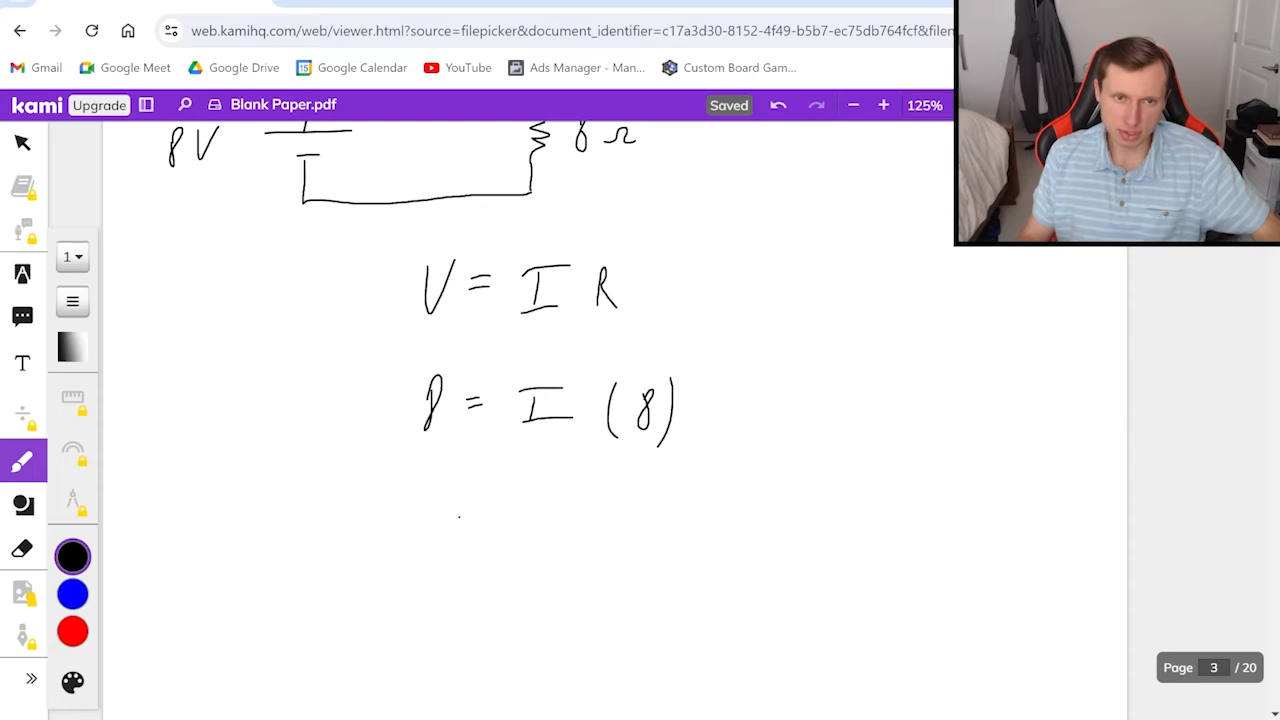 web.kamihq.com/web/viewer.html?source=filepicker&document_identifier=c17a3d30-8152-4f49-b5b7-ec75db764fcf&filen
Gmail Google Meet Google Drive Google Calendar YouTube Ads Manager - Man... Custom Board Gam...
kami Upgrade Blank Paper.pdf Saved 125%
8V 8 Ω
1
V = I R
8 = I (8)
T
Page 3 / 20